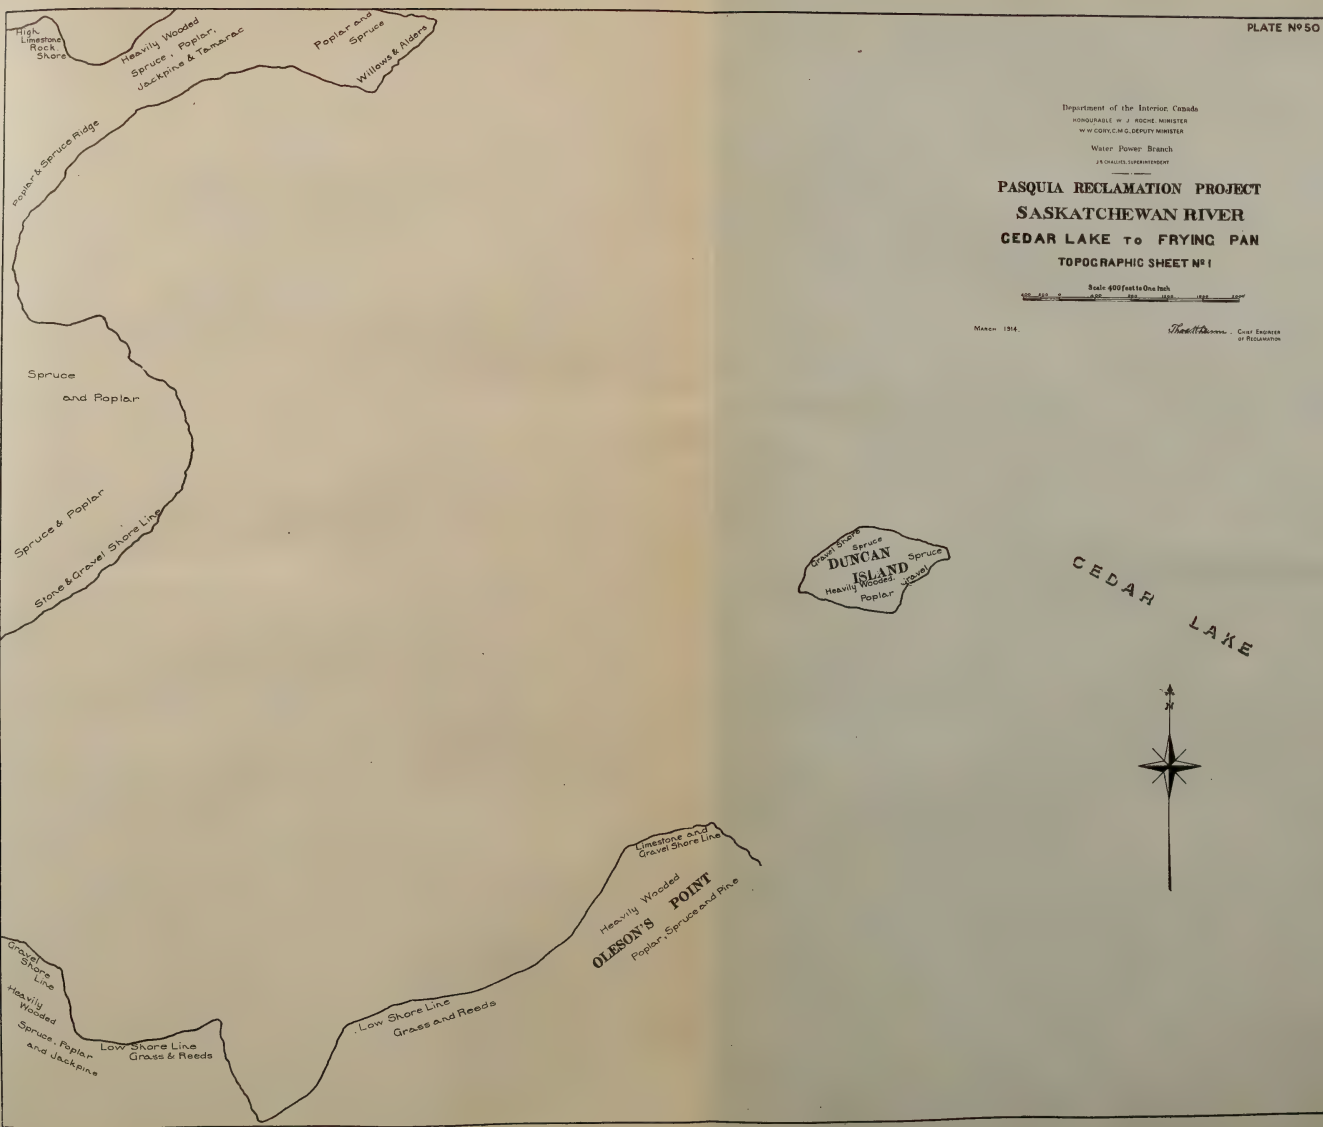 PLATE Nº 50
Department of the Interior, Canada
HONOURABLE W J ROCHE MINISTER
W W CORY, C.M.G., DEPUTY MINISTER
Water Power Branch
J.B. CHALLIES, SUPERINTENDENT
PASQUIA RECLAMATION PROJECT
SASKATCHEWAN RIVER
CEDAR LAKE TO FRYING PAN
TOPOGRAPHIC SHEET Nº 1
Scale 400 feet to One Inch
MARCH 1914.
CHIEF ENGINEER
OF RECLAMATION
High
Limestone
Rock
Shore
Heavily Wooded
Spruce, Poplar,
Jackpine & Tamarac
Poplar and
Spruce
Willows & Alders
Poplar & Spruce Ridge
Spruce
and Poplar
Spruce & Poplar
Stone & Gravel Shore Line
Gravel Shore
Spruce
DUNCAN
Spruce
ISLAND
Heavily Wooded.
Gravel
Poplar
CEDAR LAKE
N
Limestone and
Gravel Shore Line
Heavily Wooded
OLESON'S POINT
Poplar, Spruce and Pine
Gravel
Shore
Line
Heavily
Wooded
Spruce, Poplar
and Jackpine
Low Shore Line
Grass & Reeds
Low Shore Line
Grass and Reeds